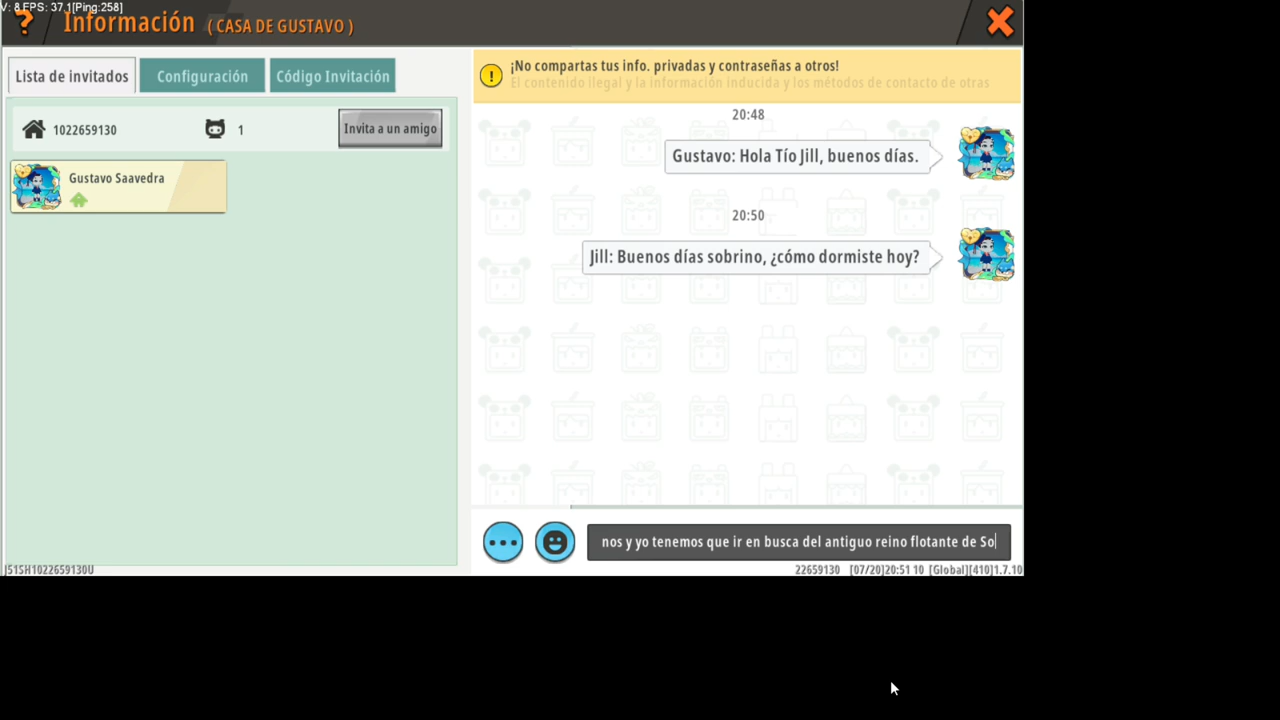 V: 8 FPS: 37.1[Ping:258]
?
Información ( CASA DE GUSTAVO )
Lista de invitados
Configuración
Código Invitación
1022659130
1
Invita a un amigo
Gustavo Saavedra
!
¡No compartas tus info. privadas y contraseñas a otros!
El contenido ilegal y la información inducida y los métodos de contacto de otras
20:48
Gustavo: Hola Tío Jill, buenos días.
20:50
Jill: Buenos días sobrino, ¿cómo dormiste hoy?
nos y yo tenemos que ir en busca del antiguo reino flotante de So
J51SH1022659130U
22659130 [07/20]20:51 10 [Global][410]1.7.10